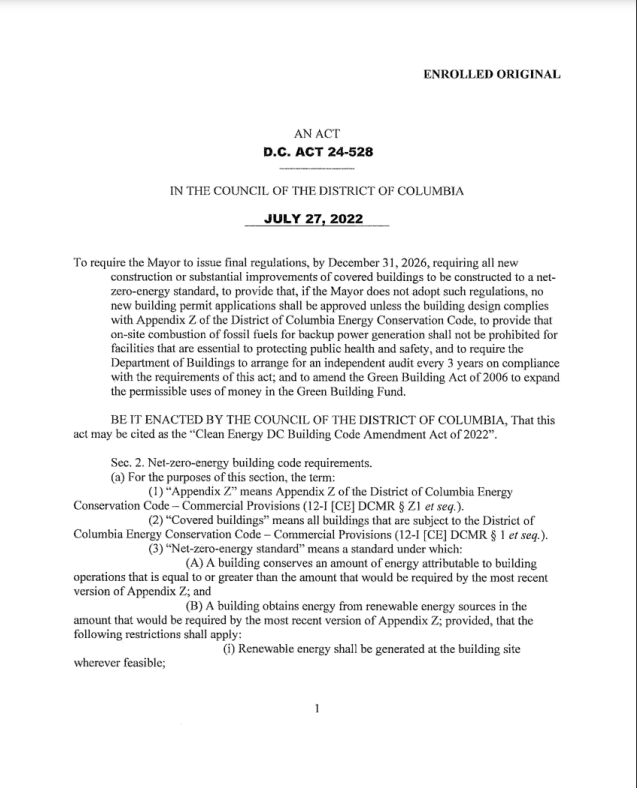 ENROLLED ORIGINAL
AN ACT
D.C. ACT 24-528
IN THE COUNCIL OF THE DISTRICT OF COLUMBIA
JULY 27, 2022
To require the Mayor to issue final regulations, by December 31, 2026, requiring all new
construction or substantial improvements of covered buildings to be constructed to a net-
zero-energy standard, to provide that, if the Mayor does not adopt such regulations, no
new building permit applications shall be approved unless the building design complies
with Appendix Z of the District of Columbia Energy Conservation Code, to provide that
on-site combustion of fossil fuels for backup power generation shall not be prohibited for
facilities that are essential to protecting public health and safety, and to require the
Department of Buildings to arrange for an independent audit every 3 years on compliance
with the requirements of this act; and to amend the Green Building Act of 2006 to expand
the permissible uses of money in the Green Building Fund.
BE IT ENACTED BY THE COUNCIL OF THE DISTRICT OF COLUMBIA, That this
act may be cited as the “Clean Energy DC Building Code Amendment Act of 2022”.
Sec. 2. Net-zero-energy building code requirements.
(a) For the purposes of this section, the term:
(1) “Appendix Z” means Appendix Z of the District of Columbia Energy
Conservation Code – Commercial Provisions (12-I [CE] DCMR § Z1 et seq.).
(2) “Covered buildings” means all buildings that are subject to the District of
Columbia Energy Conservation Code – Commercial Provisions (12-I [CE] DCMR § 1 et seq.).
(3) “Net-zero-energy standard” means a standard under which:
(A) A building conserves an amount of energy attributable to building
operations that is equal to or greater than the amount that would be required by the most recent
version of Appendix Z; and
(B) A building obtains energy from renewable energy sources in the
amount that would be required by the most recent version of Appendix Z; provided, that the
following restrictions shall apply:
(i) Renewable energy shall be generated at the building site
wherever feasible;
1